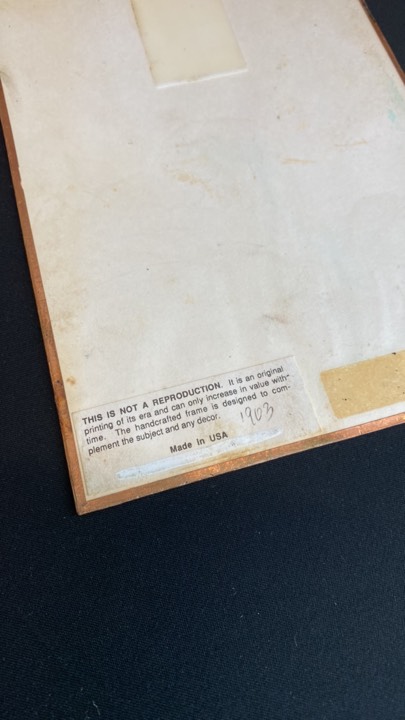 THIS IS NOT A REPRODUCTION. It is an original
printing of its era and can only increase in value with
time. The handcrafted frame is designed to com-
plement the subject and any decor.
1903
Made in USA